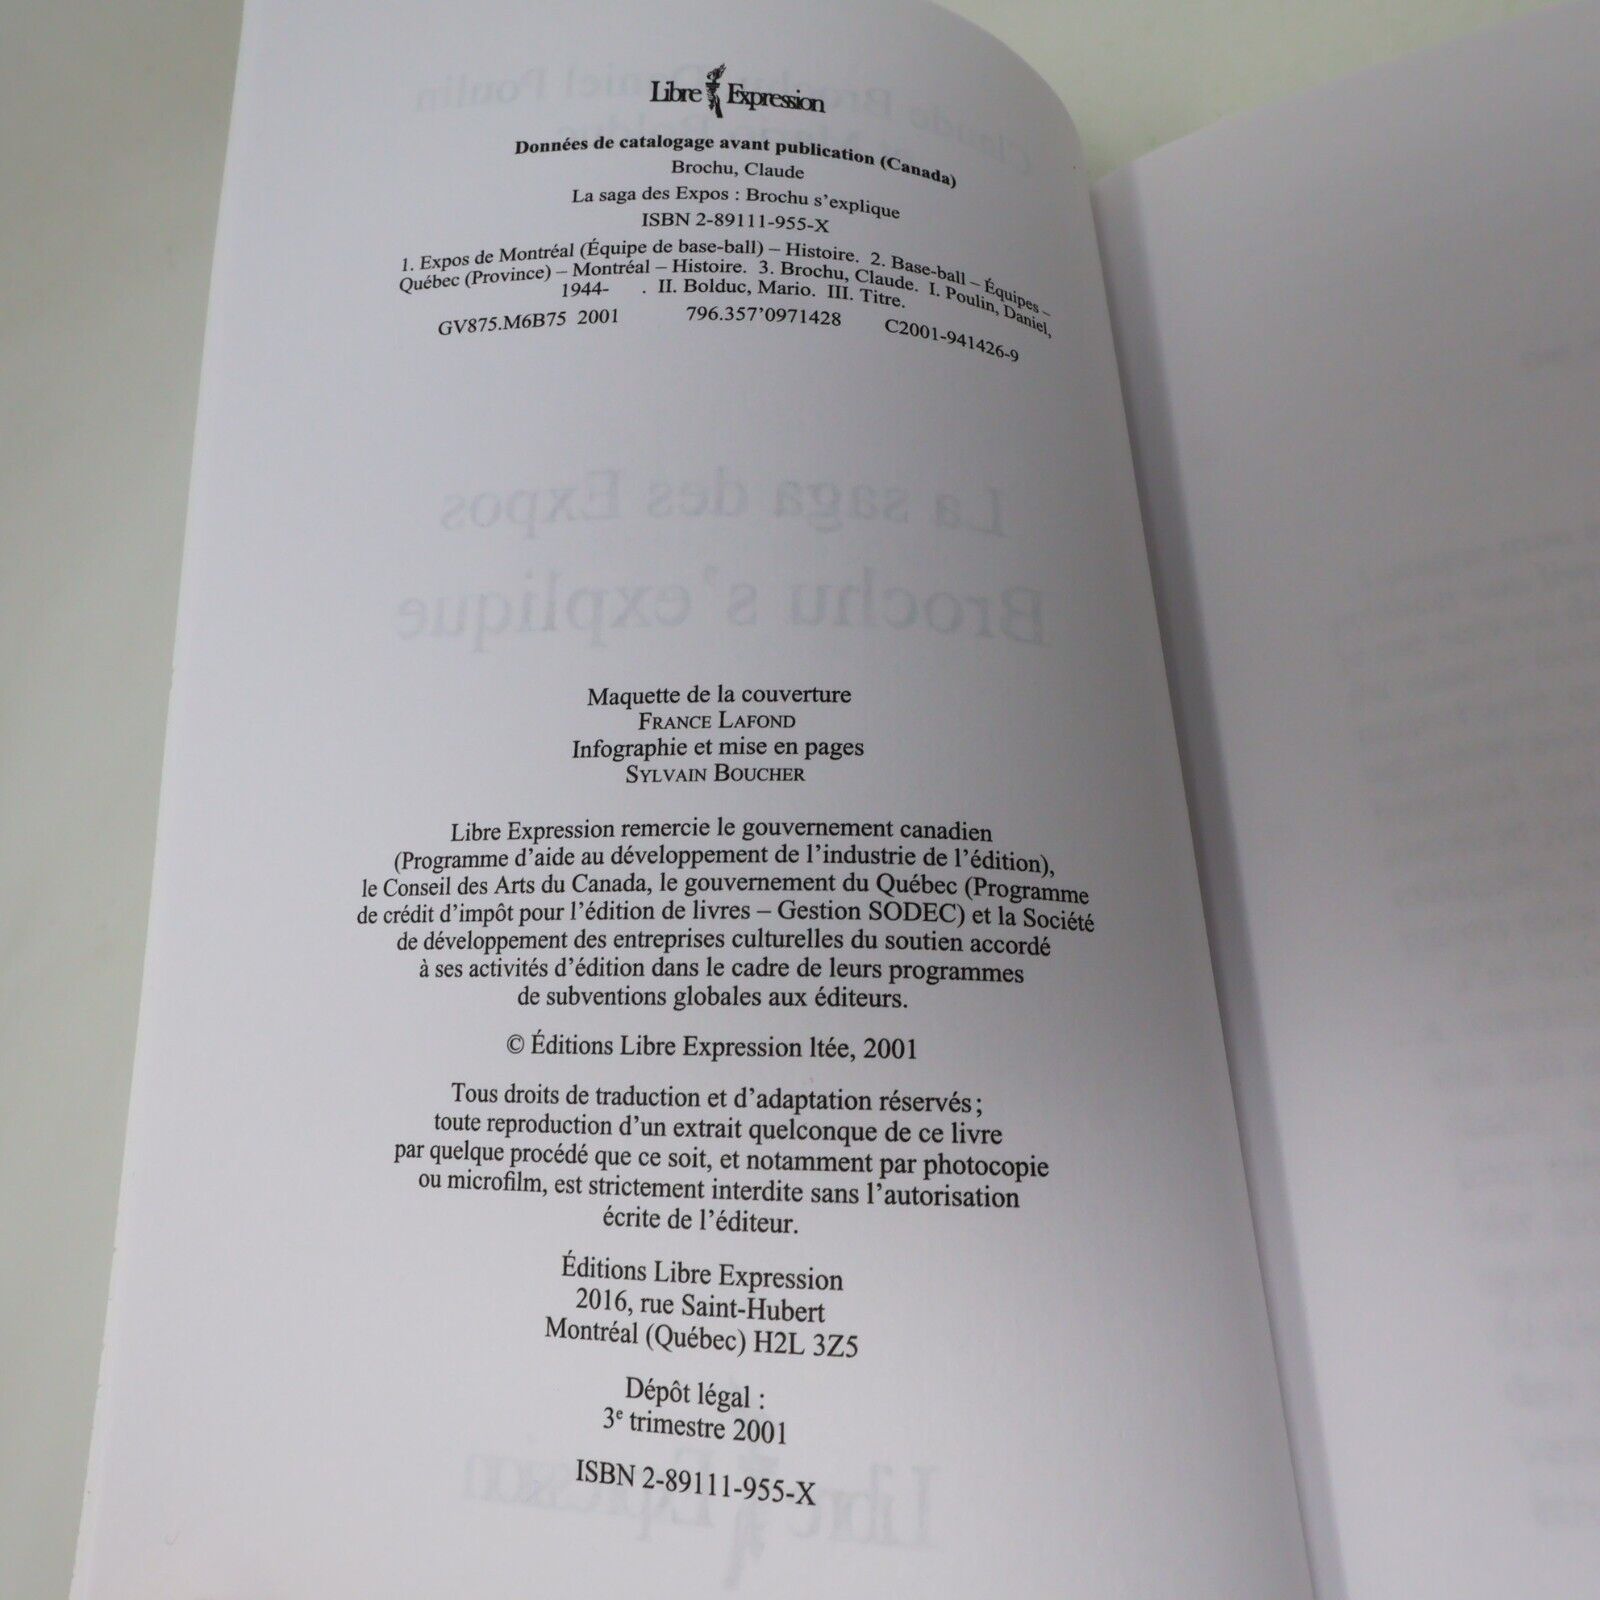 Libre Expression
Données de catalogage avant publication (Canada)
Brochu, Claude
La saga des Expos : Brochu s'explique
ISBN 2-89111-955-X
1. Expos de Montréal (Équipe de base-ball) – Histoire. 2. Base-ball – Équipes –
Québec (Province) – Montréal – Histoire. 3. Brochu, Claude. I. Poulin, Daniel,
1944- . II. Bolduc, Mario. III. Titre.
GV875.M6B75 2001 796.357'0971428 C2001-941426-9
Maquette de la couverture
FRANCE LAFOND
Infographie et mise en pages
SYLVAIN BOUCHER
Libre Expression remercie le gouvernement canadien
(Programme d'aide au développement de l'industrie de l'édition),
le Conseil des Arts du Canada, le gouvernement du Québec (Programme
de crédit d'impôt pour l'édition de livres – Gestion SODEC) et la Société
de développement des entreprises culturelles du soutien accordé
à ses activités d'édition dans le cadre de leurs programmes
de subventions globales aux éditeurs.
© Éditions Libre Expression ltée, 2001
Tous droits de traduction et d'adaptation réservés ;
toute reproduction d'un extrait quelconque de ce livre
par quelque procédé que ce soit, et notamment par photocopie
ou microfilm, est strictement interdite sans l'autorisation
écrite de l'éditeur.
Éditions Libre Expression
2016, rue Saint-Hubert
Montréal (Québec) H2L 3Z5
Dépôt légal :
3e trimestre 2001
ISBN 2-89111-955-X